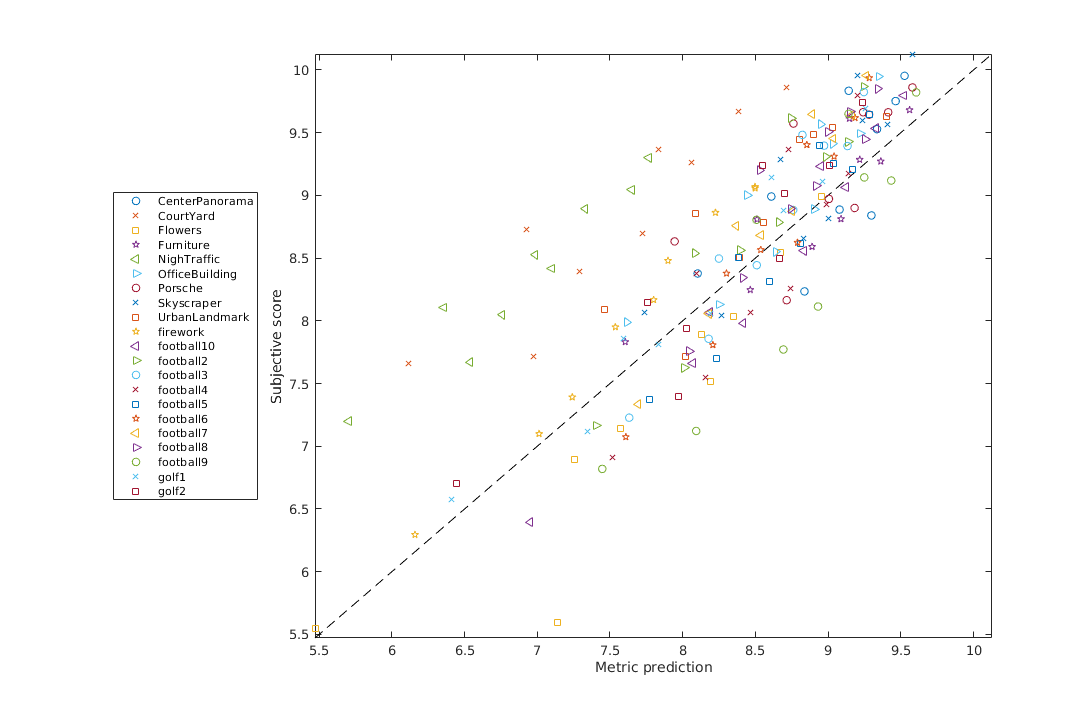 10
9.5
9
8.5
8
7.5
7
6.5
6
5.5
Subjective score
CenterPanorama
CourtYard
Flowers
Furniture
NighTraffic
OfficeBuilding
Porsche
Skyscraper
UrbanLandmark
firework
football10
football2
football3
football4
football5
football6
football7
football8
football9
golf1
golf2
5.5 6 6.5 7 7.5 8 8.5 9 9.5 10
Metric prediction